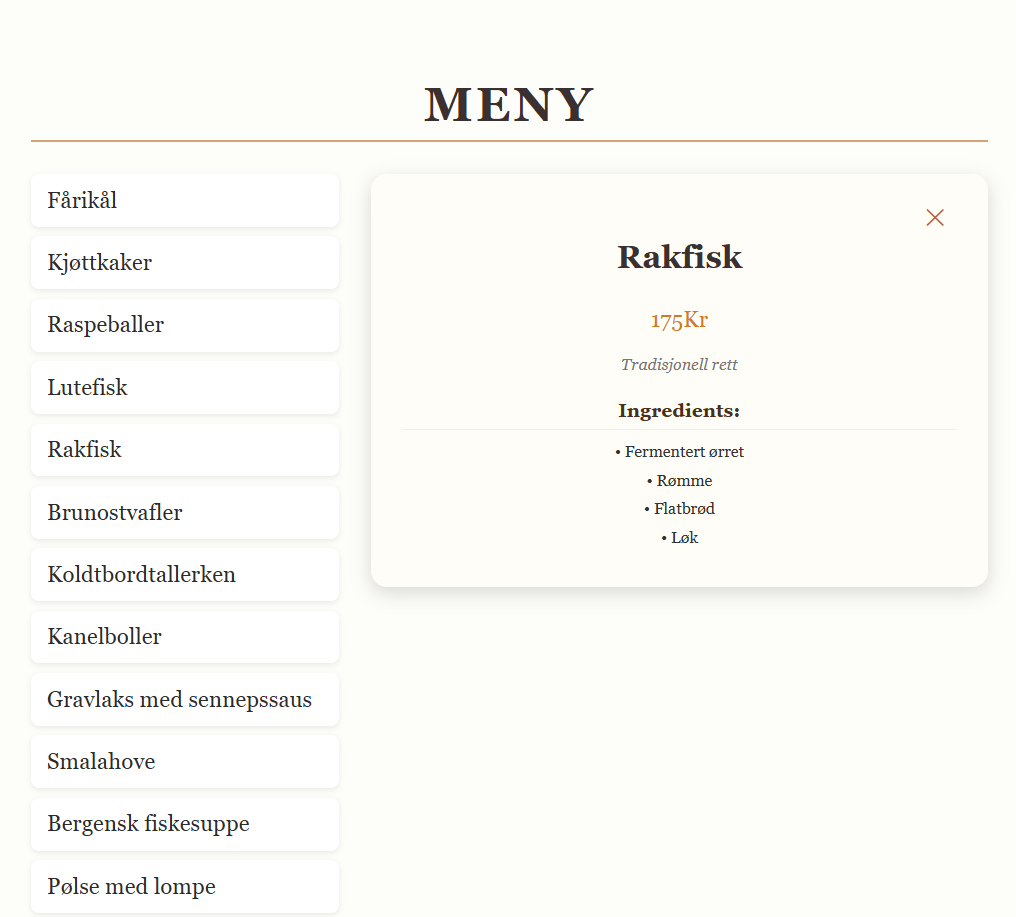 MENY
Fårikål
Kjøttkaker
Raspeballer
Lutefisk
Rakfisk
Brunostvafler
Koldtbordtallerken
Kanelboller
Gravlaks med sennepssaus
Smalahove
Bergensk fiskesuppe
Pølse med lompe
Rakfisk
175Kr
Tradisjonell rett
Ingredients:
• Fermentert ørret
• Rømme
• Flatbrød
• Løk